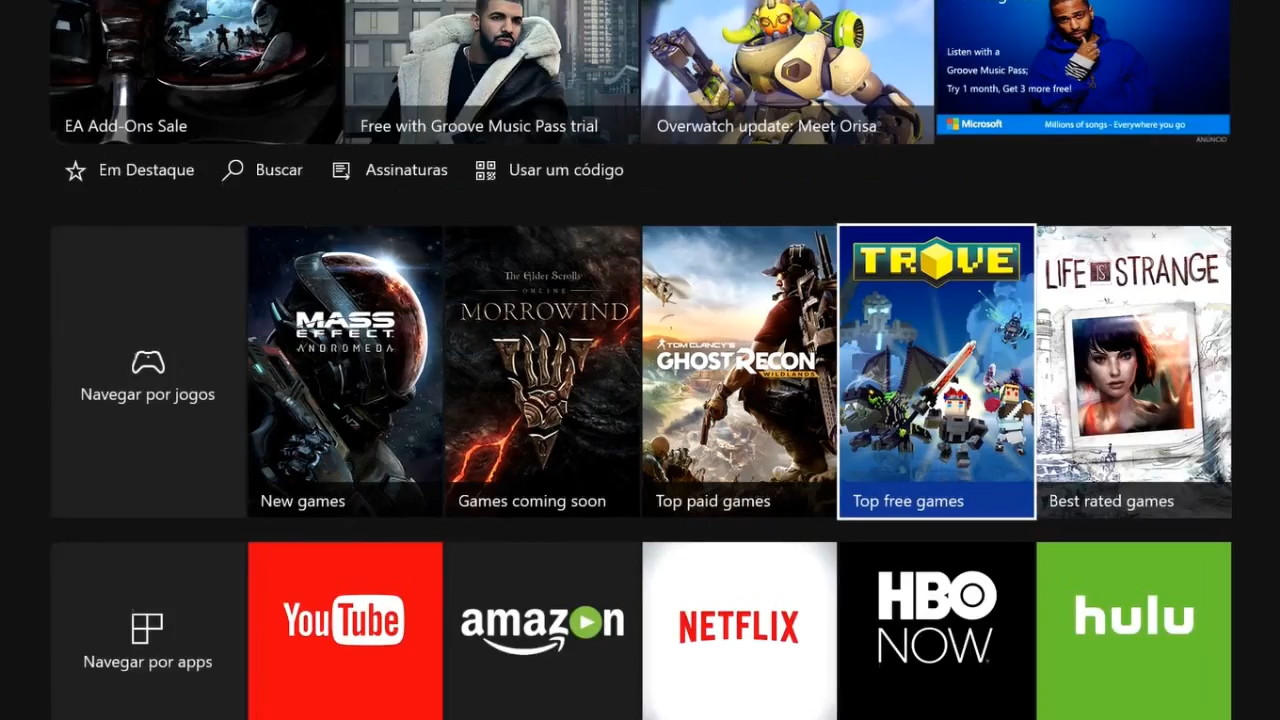 Listen with a
Groove Music Pass;
Try 1 month, Get 3 more free!
EA Add-Ons Sale
Free with Groove Music Pass trial
Overwatch update: Meet Orisa
Microsoft
Millions of songs - Everywhere you go
ANÚNCIO
Em Destaque
Buscar
Assinaturas
Usar um código
Navegar por jogos
MASS
EFFECT
ANDROMEDA
New games
The Elder Scrolls
ONLINE
MORROWIND
Games coming soon
TOM CLANCY'S
GHOST RECON
WILDLANDS
Top paid games
TROVE
Top free games
LIFE IS STRANGE
Best rated games
Navegar por apps
YouTube
amazon
NETFLIX
HBO
NOW
hulu